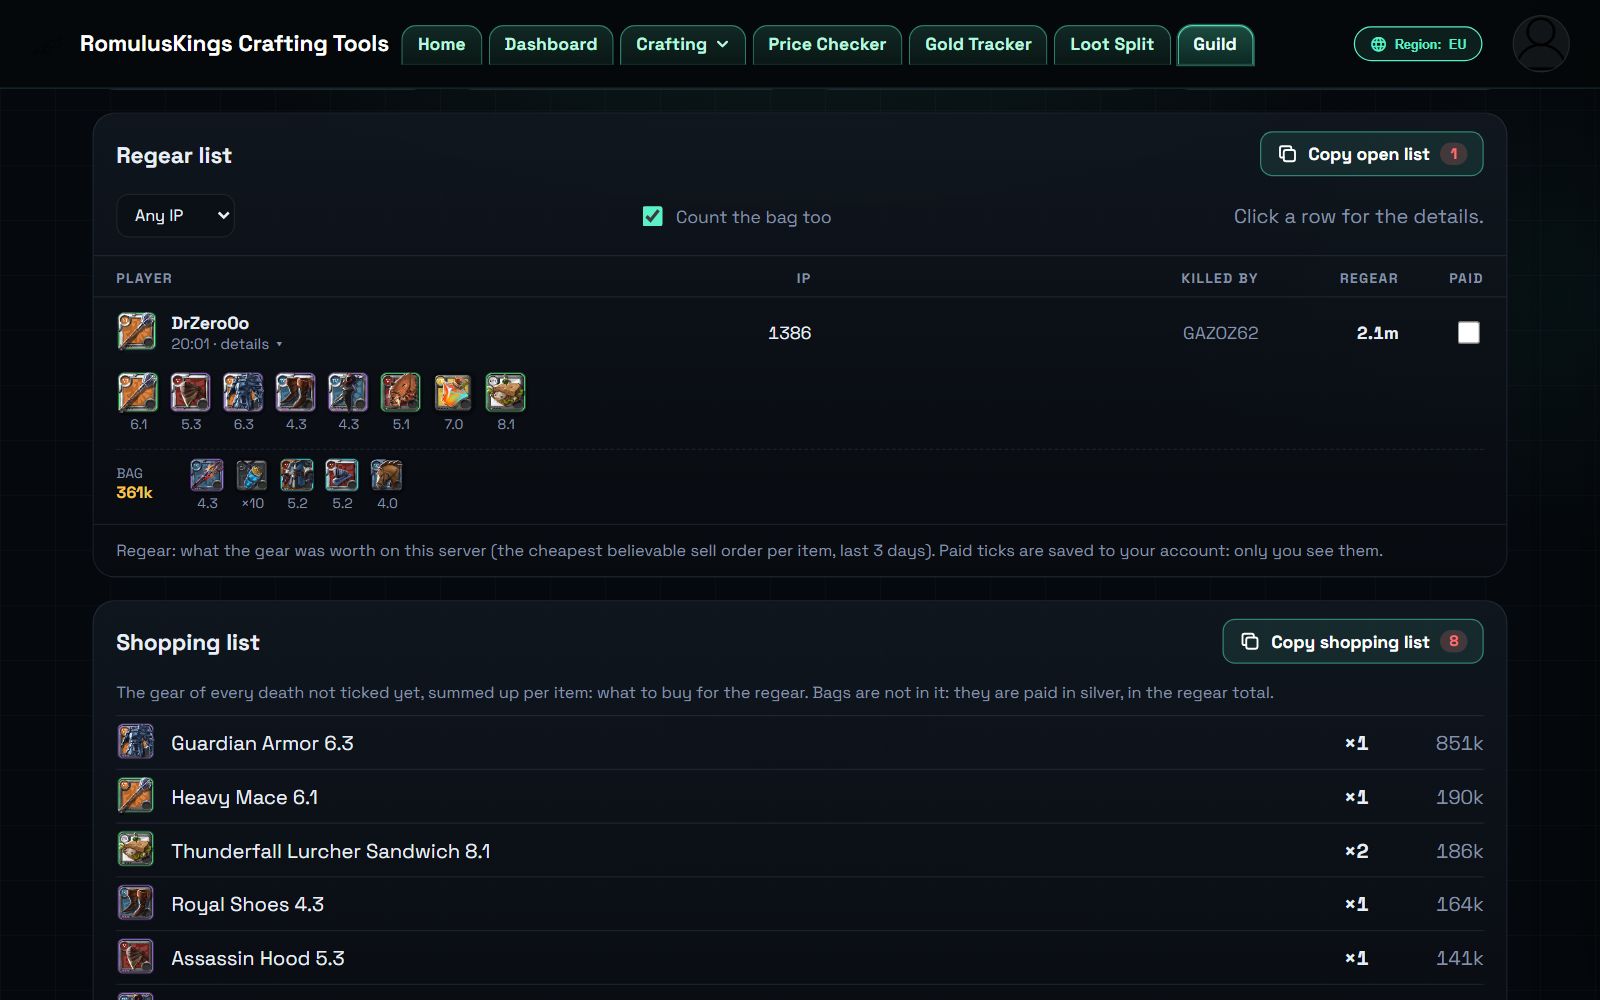 RomulusKings Crafting Tools
Home
Dashboard
Crafting
Price Checker
Gold Tracker
Loot Split
Guild
Region: EU
Regear list
Copy open list 1
Any IP
Count the bag too
Click a row for the details.
PLAYER IP KILLED BY REGEAR PAID
DrZeroOo
20:01 · details ▾
1386 GAZOZ62 2.1m
6.1 5.3 6.3 4.3 4.3 5.1 7.0 8.1
BAG
361k
4.3 ×10 5.2 5.2 4.0
Regear: what the gear was worth on this server (the cheapest believable sell order per item, last 3 days). Paid ticks are saved to your account: only you see them.
Shopping list
Copy shopping list 8
The gear of every death not ticked yet, summed up per item: what to buy for the regear. Bags are not in it: they are paid in silver, in the regear total.
Guardian Armor 6.3 ×1 851k
Heavy Mace 6.1 ×1 190k
Thunderfall Lurcher Sandwich 8.1 ×2 186k
Royal Shoes 4.3 ×1 164k
Assassin Hood 5.3 ×1 141k